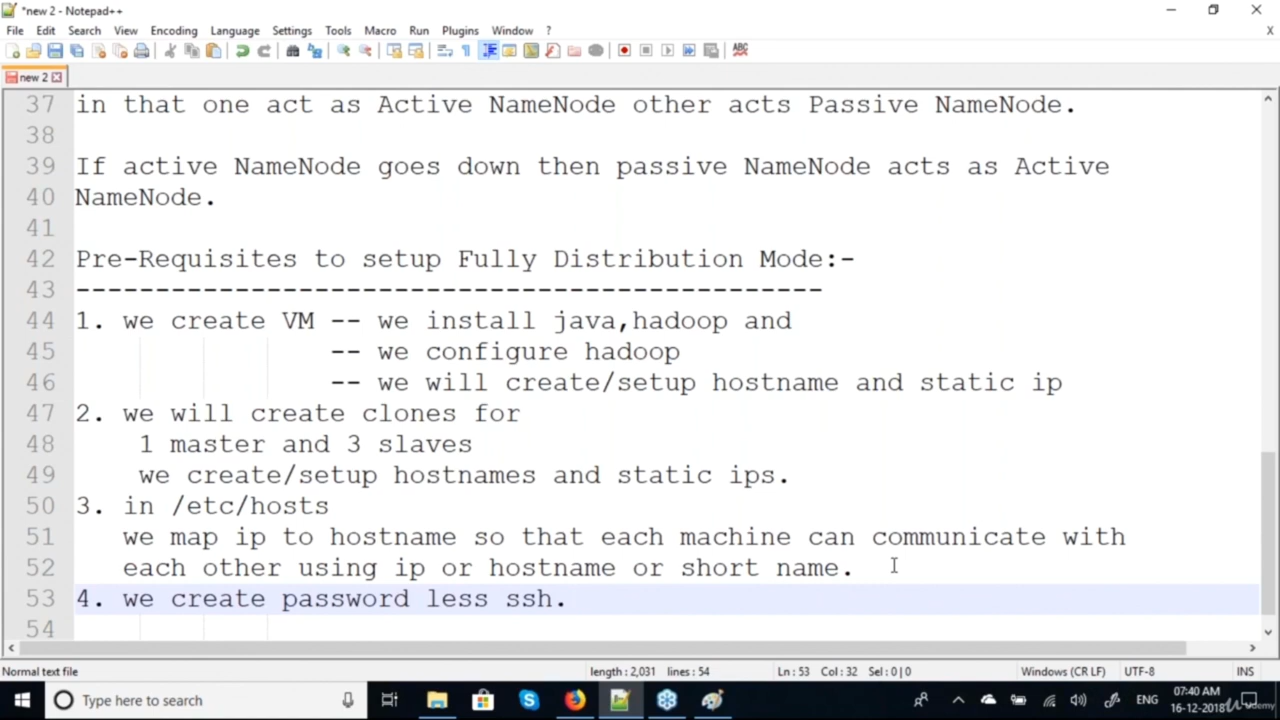 *new 2 - Notepad++
File Edit Search View Encoding Language Settings Tools Macro Run Plugins Window ? X
new 2
37 in that one act as Active NameNode other acts Passive NameNode.
38
39 If active NameNode goes down then passive NameNode acts as Active
40 NameNode.
41
42 Pre-Requisites to setup Fully Distribution Mode:-
43 -----------------------------------------------
44 1. we create VM -- we install java,hadoop and
45 -- we configure hadoop
46 -- we will create/setup hostname and static ip
47 2. we will create clones for
48 1 master and 3 slaves
49 we create/setup hostnames and static ips.
50 3. in /etc/hosts
51 we map ip to hostname so that each machine can communicate with
52 each other using ip or hostname or short name.
53 4. we create password less ssh.
54
Normal text file length : 2,031 lines : 54 Ln : 53 Col : 32 Sel : 0 | 0 Windows (CR LF) UTF-8 INS
Type here to search ENG 07:40 AM
16-12-2018 Udemy